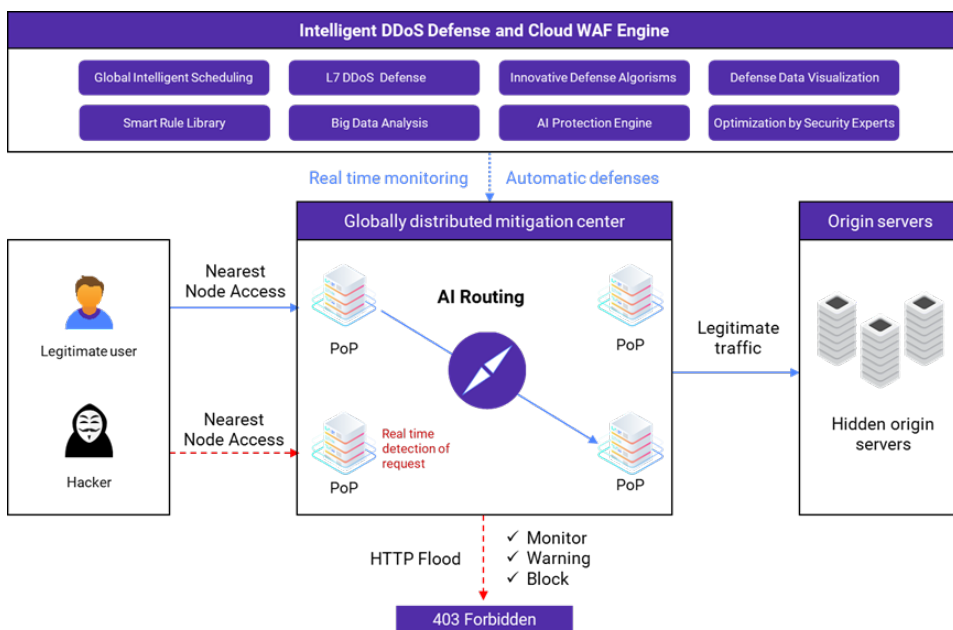 Intelligent DDoS Defense and Cloud WAF Engine
Global Intelligent Scheduling
L7 DDoS Defense
Innovative Defense Algorisms
Defense Data Visualization
Smart Rule Library
Big Data Analysis
AI Protection Engine
Optimization by Security Experts
Real time monitoring
Automatic defenses
Globally distributed mitigation center
Origin servers
Legitimate user
Nearest
Node Access
PoP
AI Routing
PoP
Legitimate
traffic
Hacker
Nearest
Node Access
PoP
Real time
detection of
request
PoP
Hidden origin
servers
HTTP Flood
✓ Monitor
✓ Warning
✓ Block
403 Forbidden